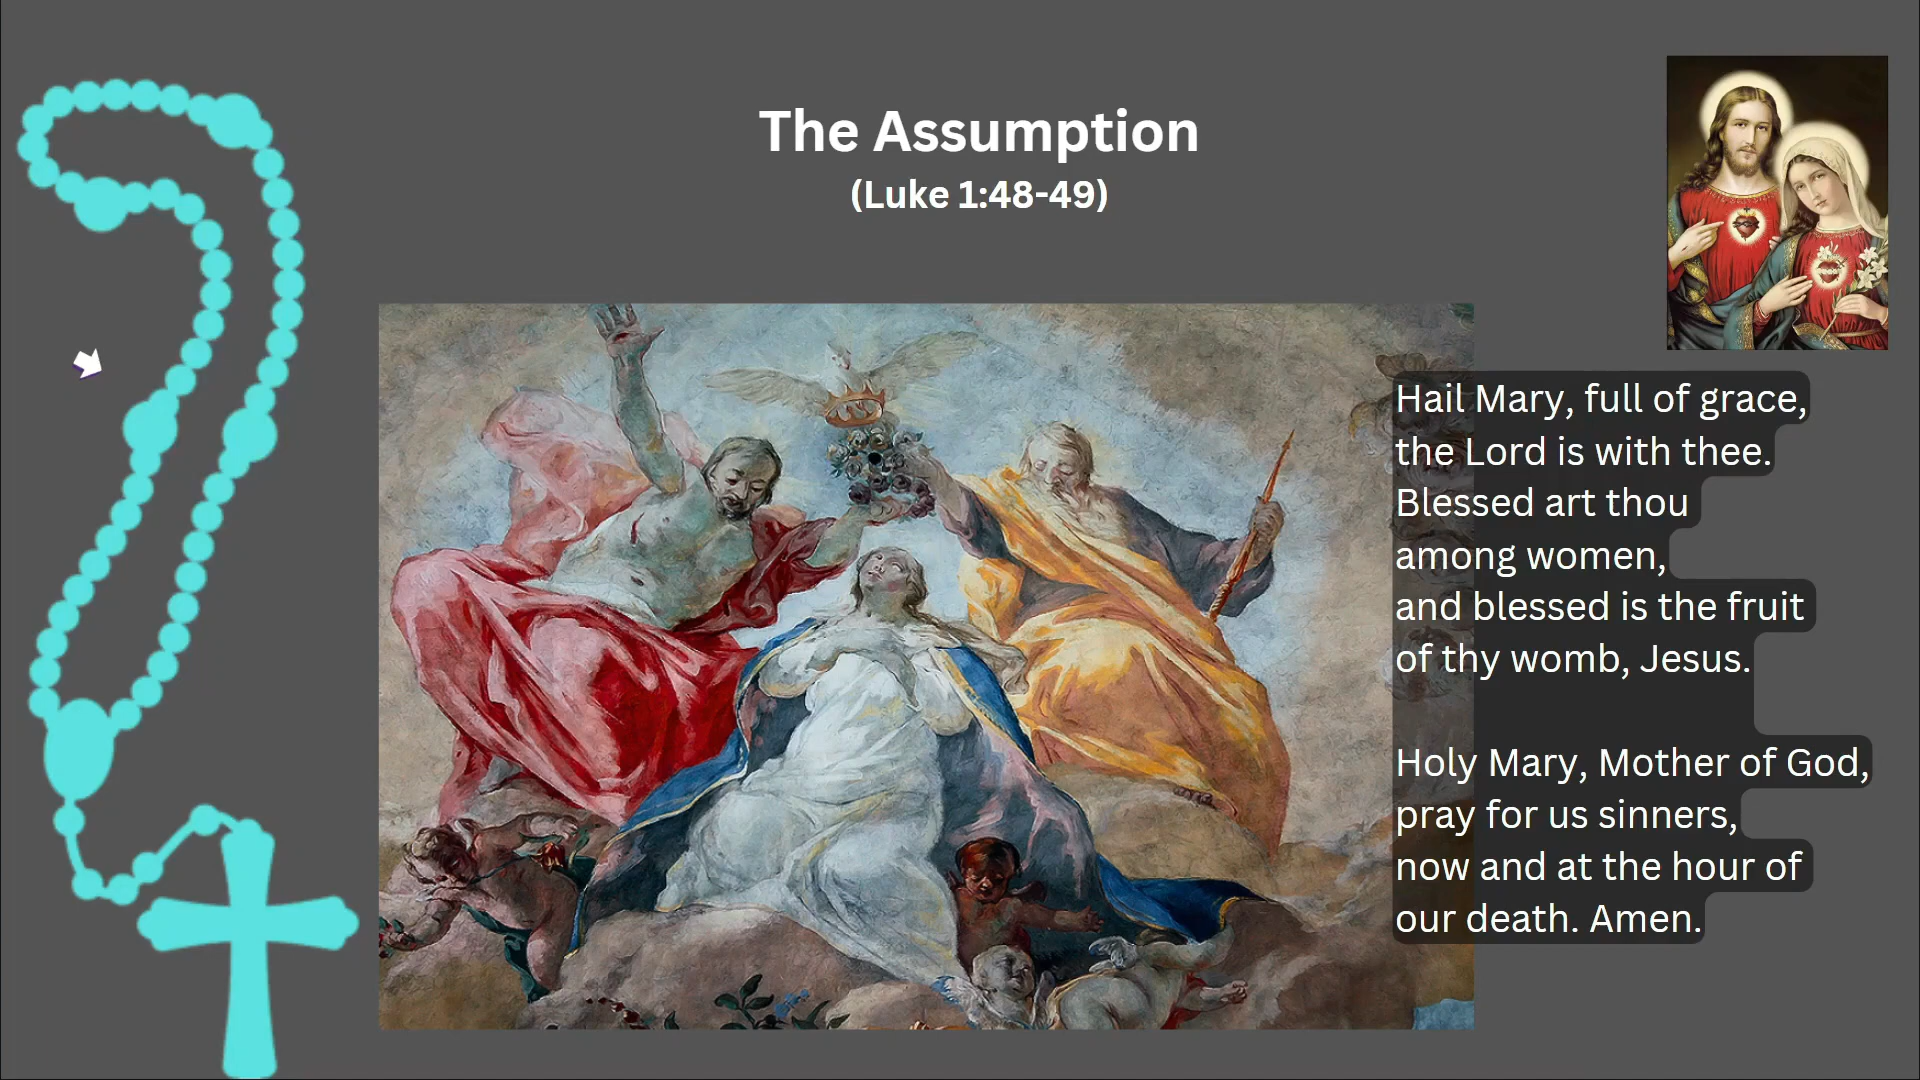 The Assumption
(Luke 1:48-49)
Hail Mary, full of grace,
the Lord is with thee.
Blessed art thou
among women,
and blessed is the fruit
of thy womb, Jesus.
Holy Mary, Mother of God,
pray for us sinners,
now and at the hour of
our death. Amen.